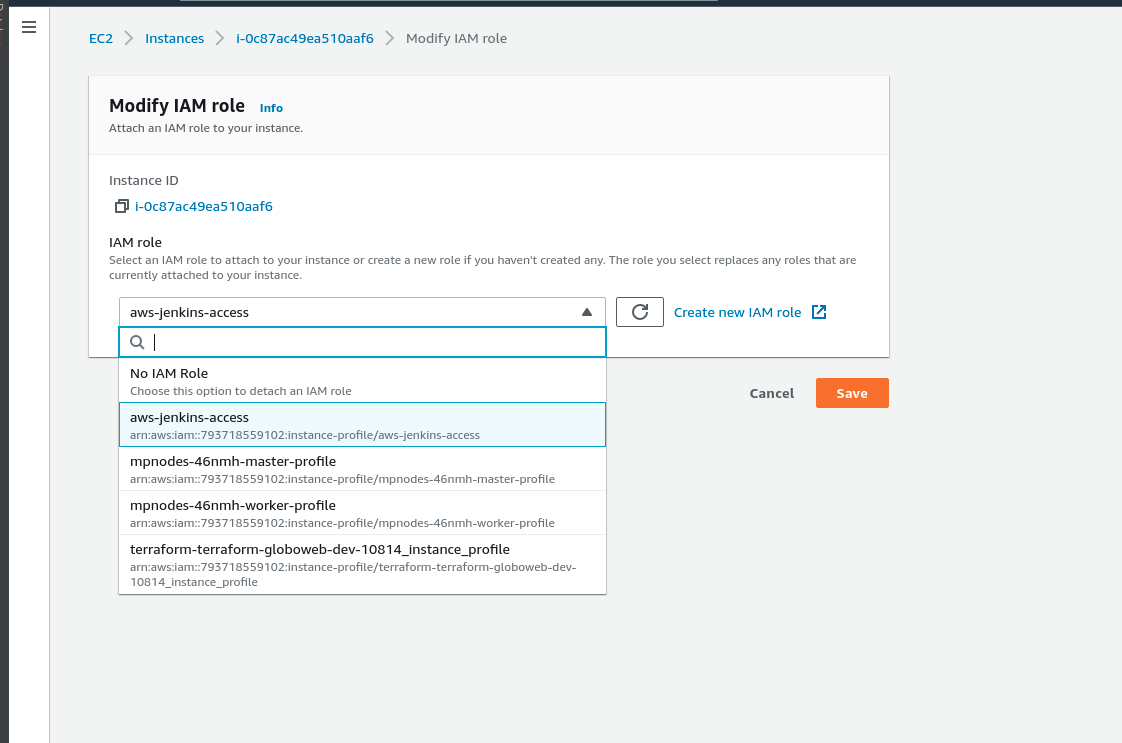 EC2 > Instances > i-0c87ac49ea510aaf6 > Modify IAM role
Modify IAM role Info
Attach an IAM role to your instance.
Instance ID
i-0c87ac49ea510aaf6
IAM role
Select an IAM role to attach to your instance or create a new role if you haven't created any. The role you select replaces any roles that are
currently attached to your instance.
aws-jenkins-access
Create new IAM role
No IAM Role
Choose this option to detach an IAM role
Cancel
Save
aws-jenkins-access
arn:aws:iam::793718559102:instance-profile/aws-jenkins-access
mpnodes-46nmh-master-profile
arn:aws:iam::793718559102:instance-profile/mpnodes-46nmh-master-profile
mpnodes-46nmh-worker-profile
arn:aws:iam::793718559102:instance-profile/mpnodes-46nmh-worker-profile
terraform-terraform-globoweb-dev-10814_instance_profile
arn:aws:iam::793718559102:instance-profile/terraform-terraform-globoweb-dev-
10814_instance_profile